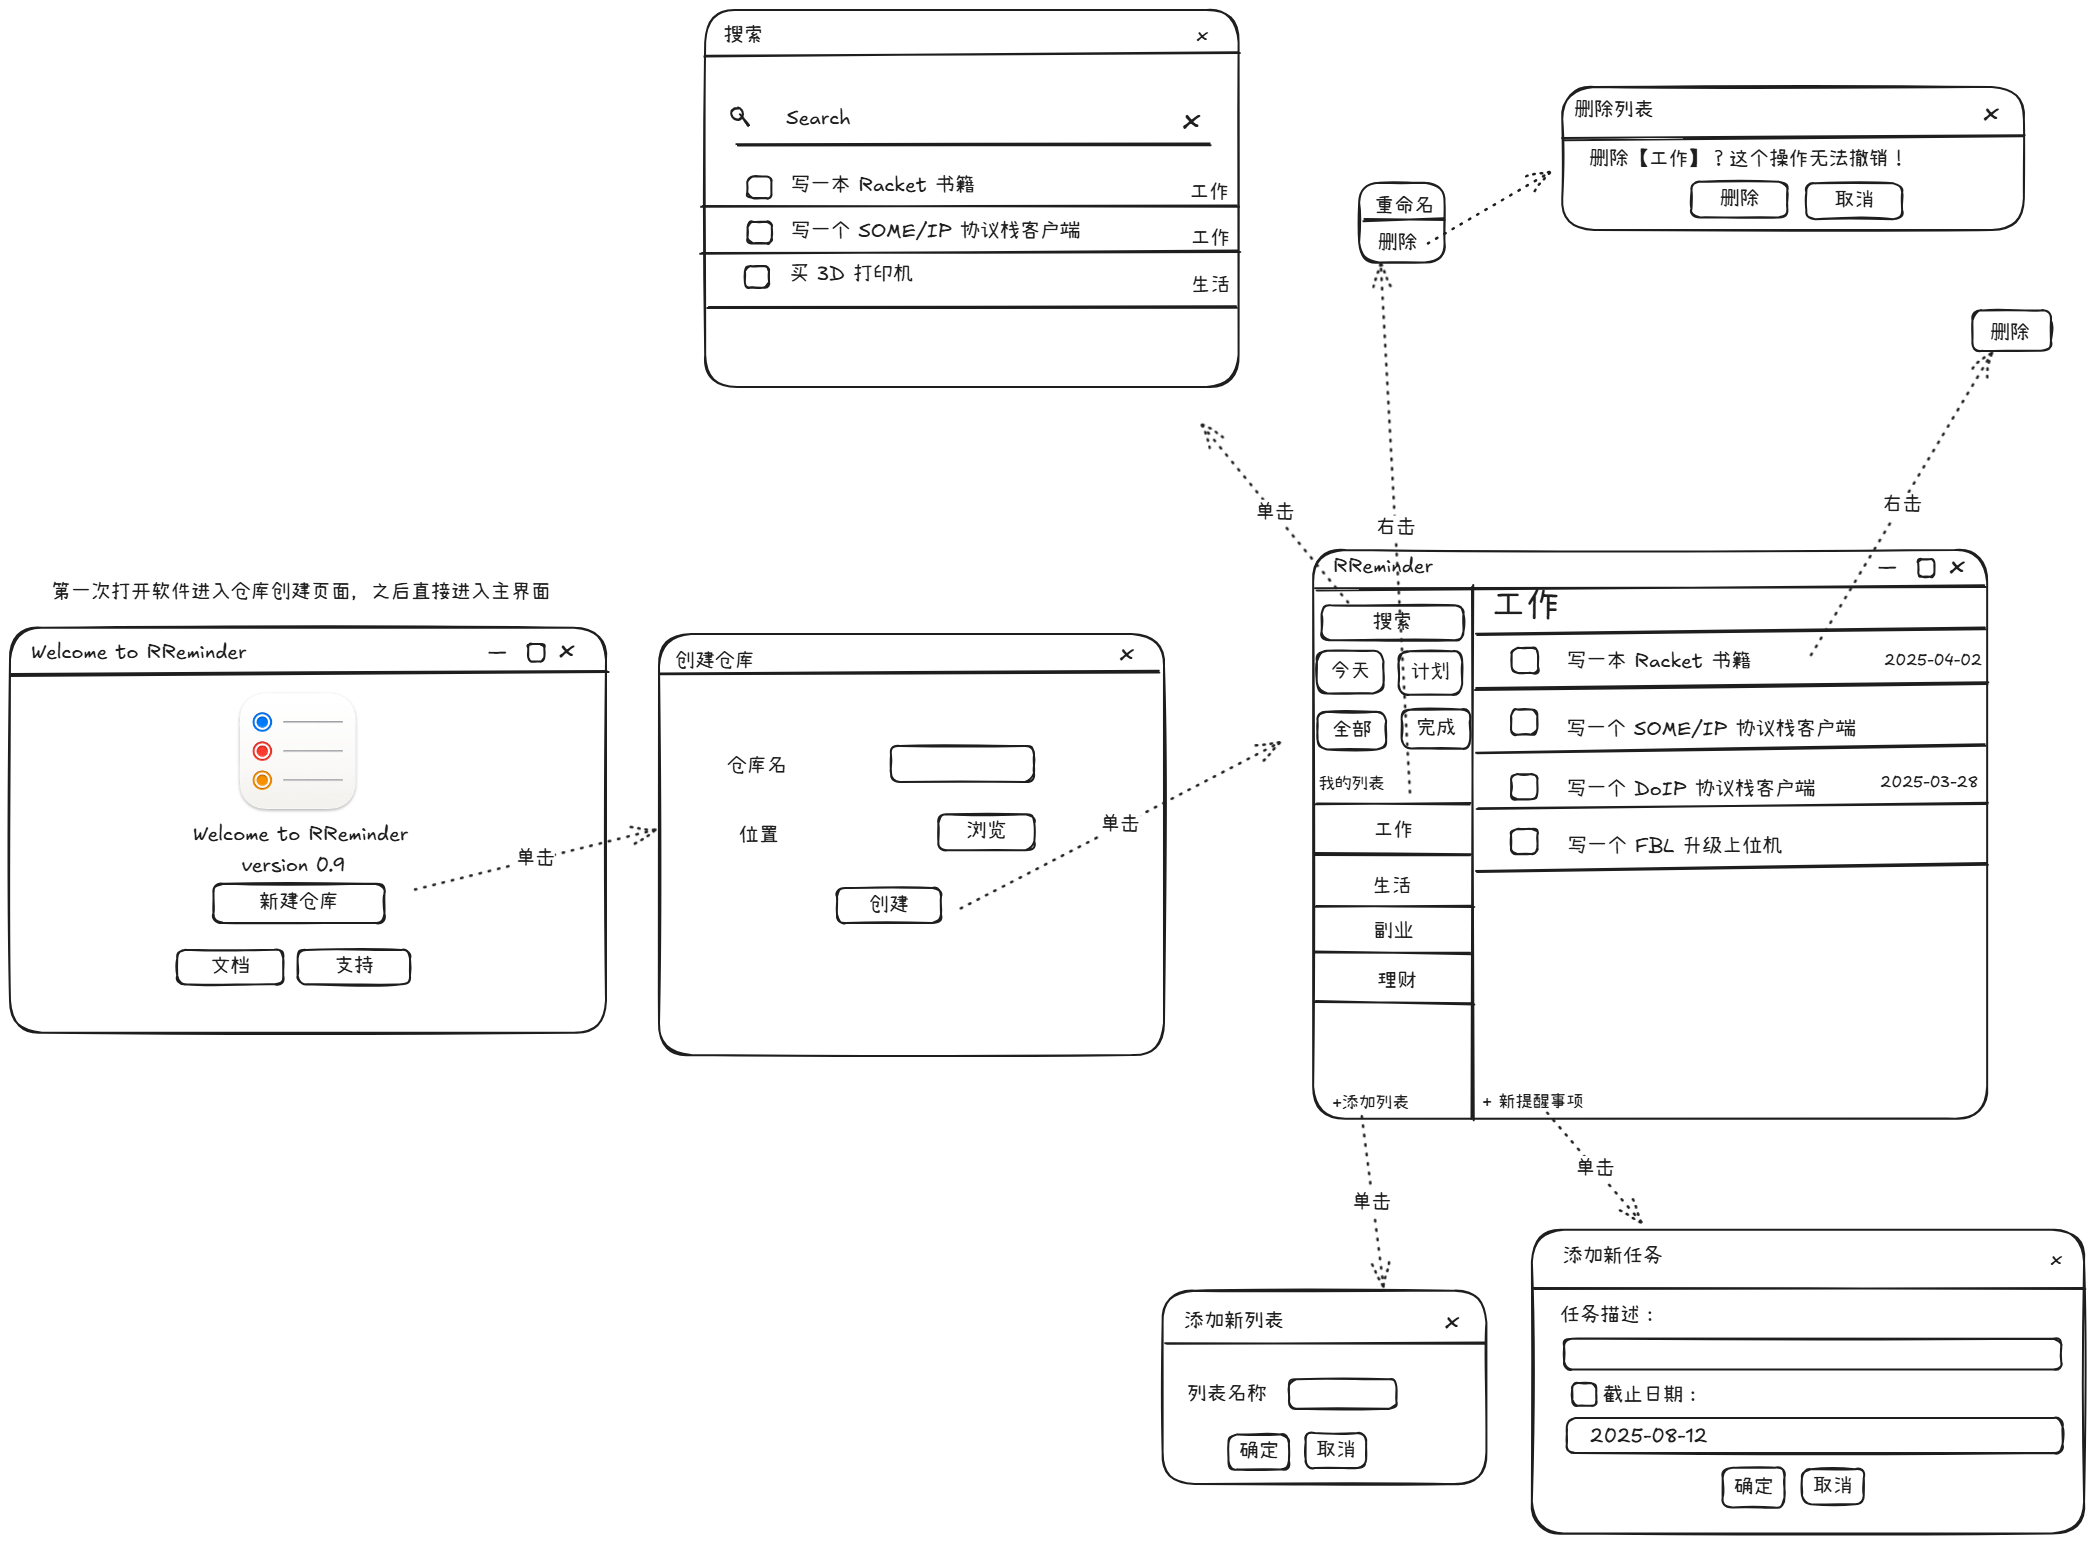 搜索
×
Search
×
写一本 Racket 书籍
工作
写一个 SOME/IP 协议栈客户端
工作
买 3D 打印机
生活
删除列表
×
删除【工作】？这个操作无法撤销！
删除
取消
重命名
删除
删除
单击
右击
右击
第一次打开软件进入仓库创建页面，之后直接进入主界面
Welcome to RReminder
×
Welcome to RReminder
version 0.9
新建仓库
文档
支持
单击
创建仓库
×
仓库名
位置
浏览
创建
单击
RReminder
×
搜索
今天
计划
全部
完成
我的列表
工作
生活
副业
理财
+添加列表
工作
写一本 Racket 书籍
2025-04-02
写一个 SOME/IP 协议栈客户端
写一个 DoIP 协议栈客户端
2025-03-28
写一个 FBL 升级上位机
+ 新提醒事项
单击
单击
添加新列表
×
列表名称
确定
取消
添加新任务
×
任务描述：
截止日期：
2025-08-12
确定
取消